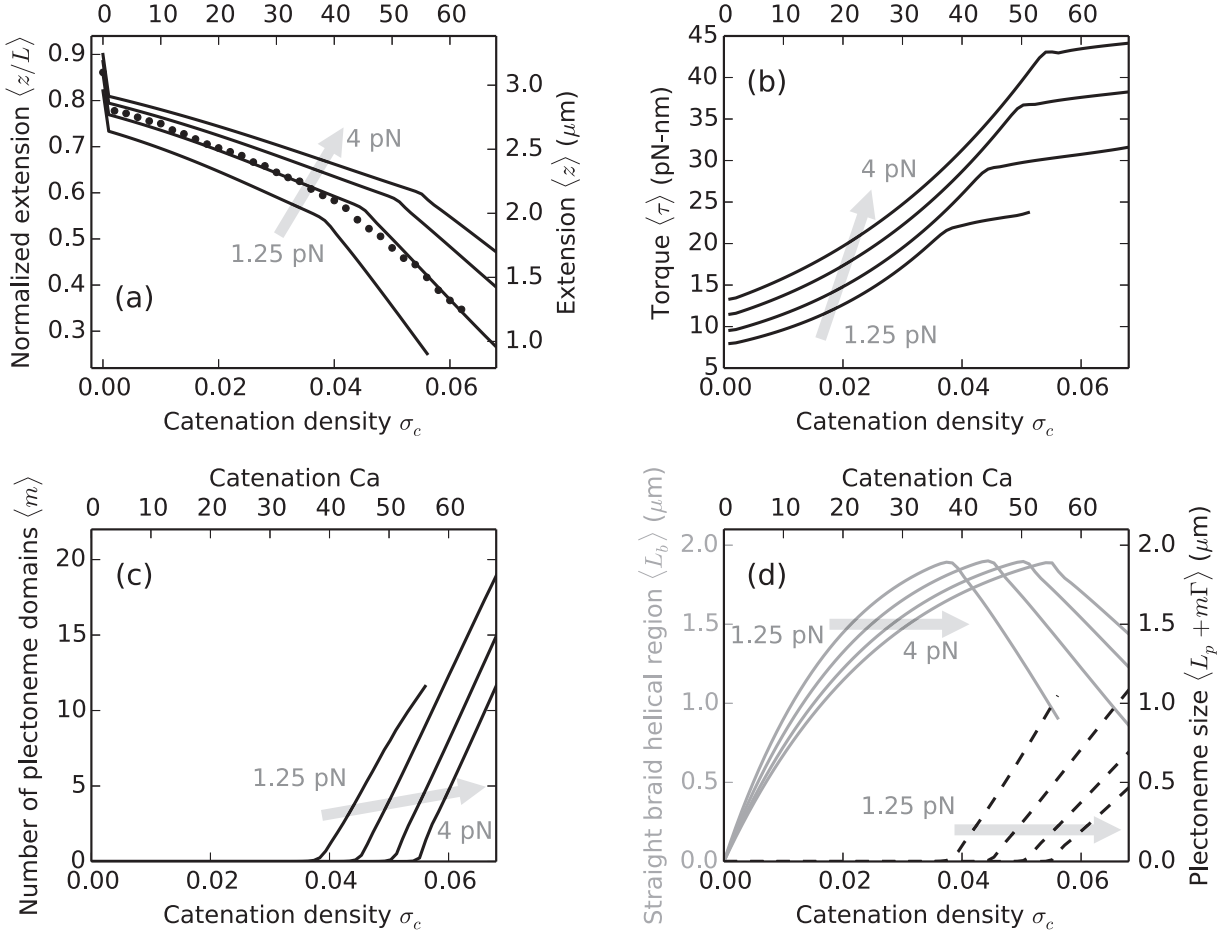 0 10 20 30 40 50 60
0.9
0.8
0.7
0.6
0.5
0.4
0.3
Normalized extension ⟨z/L⟩
3.0
2.5
2.0
1.5
1.0
Extension ⟨z⟩ (μm)
4 pN
1.25 pN
(a)
0.00 0.02 0.04 0.06
Catenation density σc
0 10 20 30 40 50 60
45
40
35
30
25
20
15
10
5
Torque ⟨τ⟩ (pN-nm)
(b)
4 pN
1.25 pN
0.00 0.02 0.04 0.06
Catenation density σc
Catenation Ca
0 10 20 30 40 50 60
20
15
10
5
0
Number of plectoneme domains ⟨m⟩
(c)
1.25 pN
4 pN
0.00 0.02 0.04 0.06
Catenation density σc
Catenation Ca
0 10 20 30 40 50 60
2.0
1.5
1.0
0.5
0.0
Straight braid helical region ⟨Lb⟩ (μm)
(d)
1.25 pN
4 pN
1.25 pN
4 pN
2.0
1.5
1.0
0.5
0.0
Plectoneme size ⟨Lp + mΓ⟩ (μm)
0.00 0.02 0.04 0.06
Catenation density σc